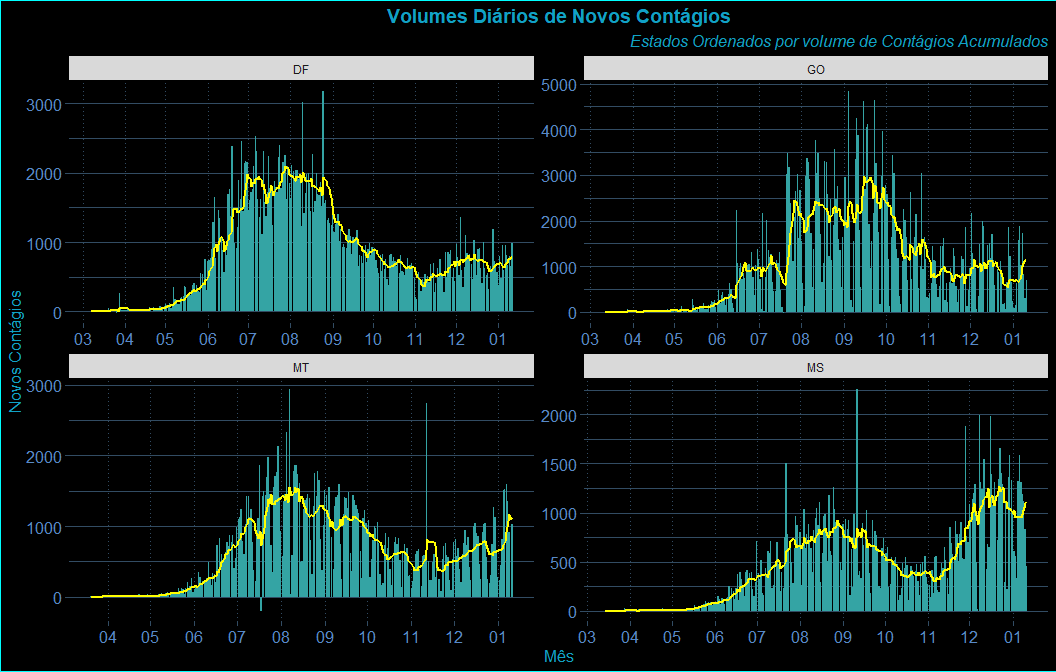 Volumes Diários de Novos Contágios
Estados Ordenados por volume de Contágios Acumulados
DF
3000
2000
1000
0
03 04 05 06 07 08 09 10 11 12 01
GO
5000
4000
3000
2000
1000
0
03 04 05 06 07 08 09 10 11 12 01
Novos Contágios
MT
3000
2000
1000
0
04 05 06 07 08 09 10 11 12 01
MS
2000
1500
1000
500
0
03 04 05 06 07 08 09 10 11 12 01
Mês